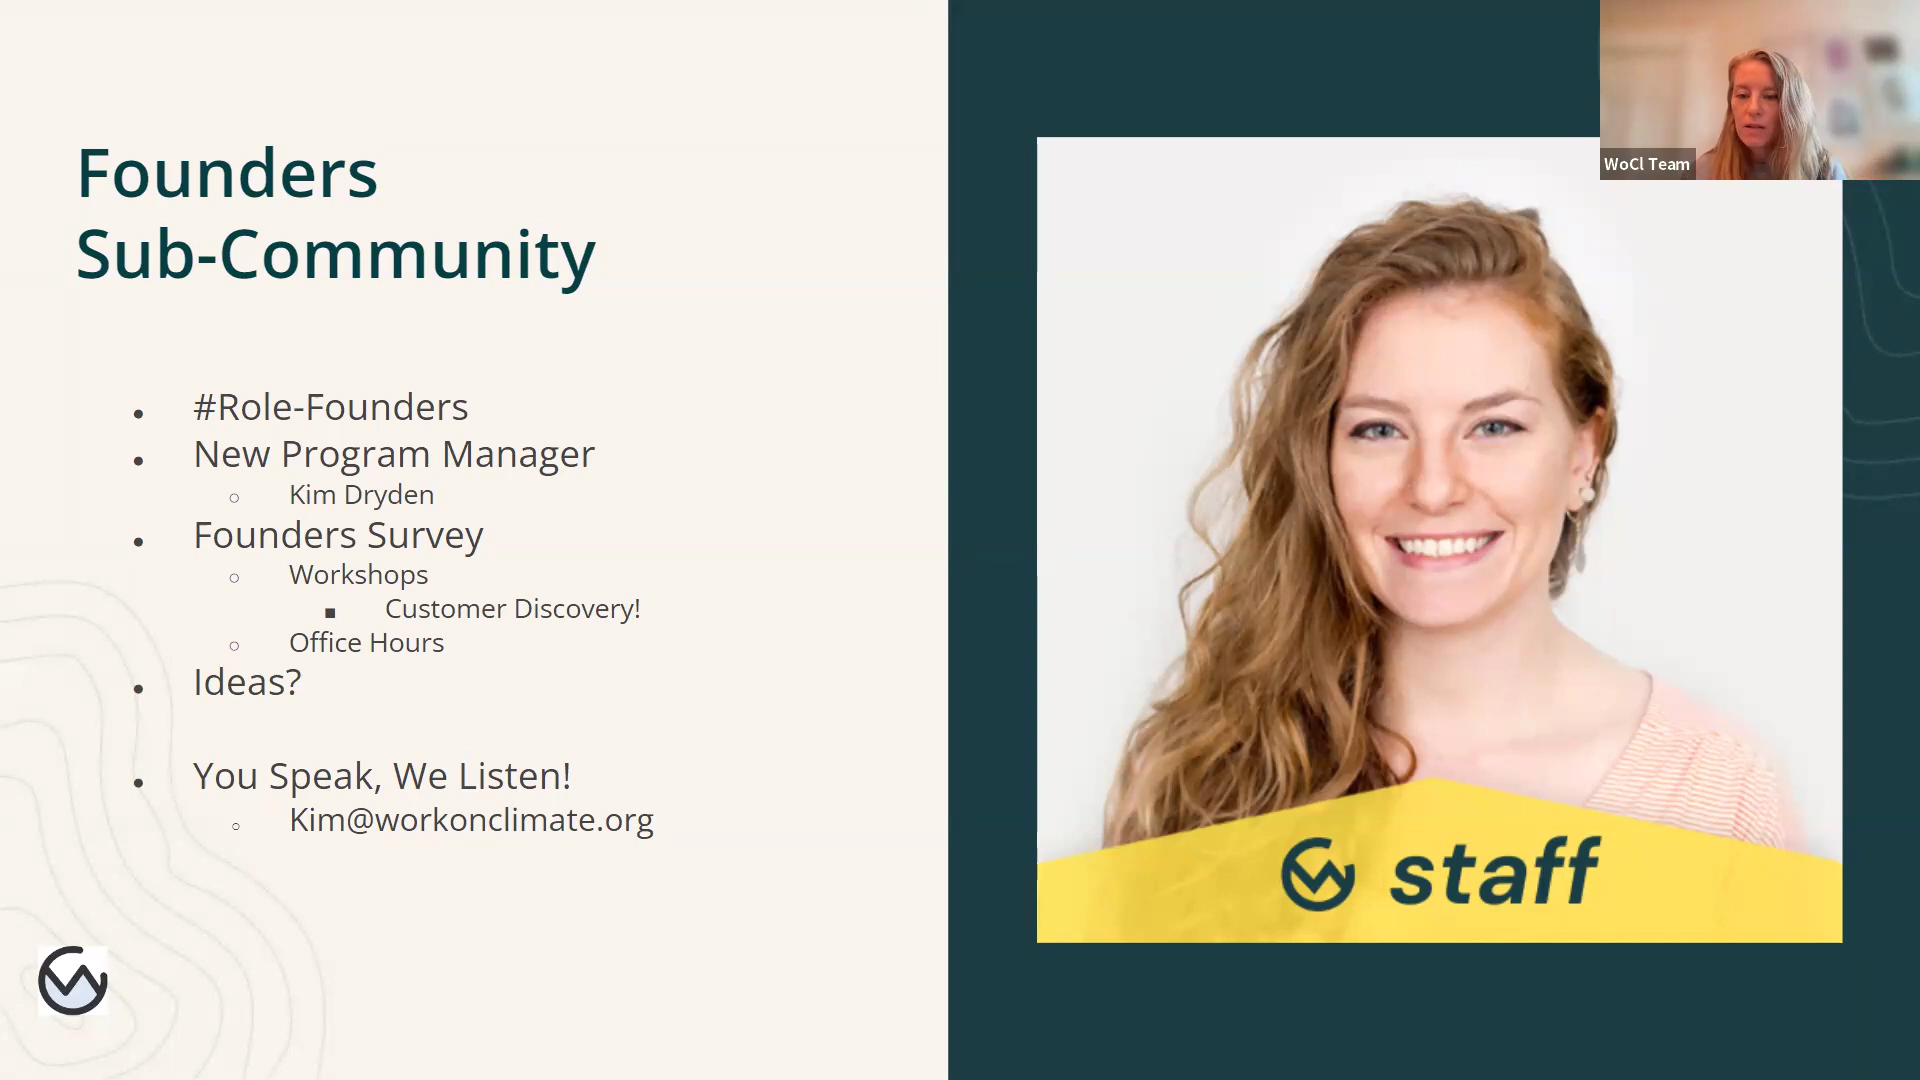 Founders
Sub-Community
#Role-Founders
New Program Manager
Kim Dryden
Founders Survey
Workshops
Customer Discovery!
Office Hours
Ideas?
You Speak, We Listen!
Kim@workonclimate.org
staff
WoCl Team